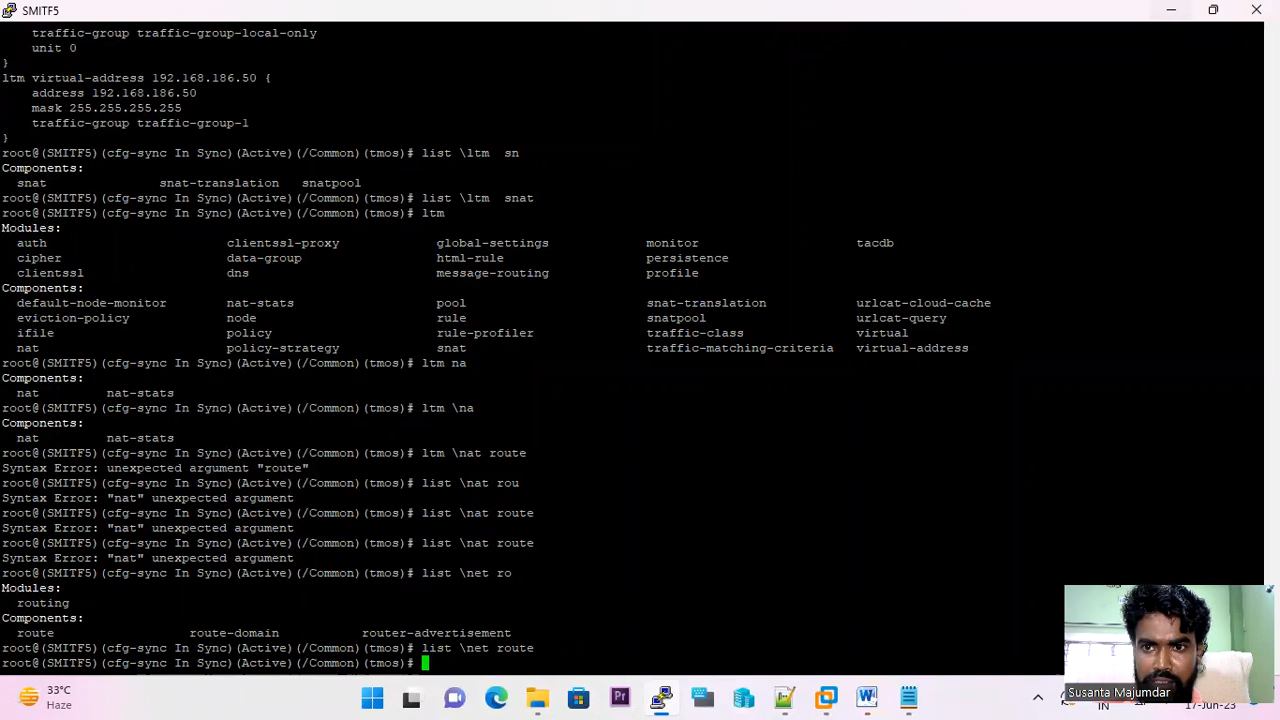 SMITF5
traffic-group traffic-group-local-only
unit 0
}
ltm virtual-address 192.168.186.50 {
address 192.168.186.50
mask 255.255.255.255
traffic-group traffic-group-1
}
root@(SMITF5)(cfg-sync In Sync)(Active)(/Common)(tmos)# list \ltm  sn
Components:
snat snat-translation snatpool
root@(SMITF5)(cfg-sync In Sync)(Active)(/Common)(tmos)# list \ltm  snat
root@(SMITF5)(cfg-sync In Sync)(Active)(/Common)(tmos)# ltm
Modules:
auth clientssl-proxy global-settings monitor tacdb
cipher data-group html-rule persistence
clientssl dns message-routing profile
Components:
default-node-monitor nat-stats pool snat-translation urlcat-cloud-cache
eviction-policy node rule snatpool urlcat-query
ifile policy rule-profiler traffic-class virtual
nat policy-strategy snat traffic-matching-criteria virtual-address
root@(SMITF5)(cfg-sync In Sync)(Active)(/Common)(tmos)# ltm na
Components:
nat nat-stats
root@(SMITF5)(cfg-sync In Sync)(Active)(/Common)(tmos)# ltm \na
Components:
nat nat-stats
root@(SMITF5)(cfg-sync In Sync)(Active)(/Common)(tmos)# ltm \nat route
Syntax Error: unexpected argument "route"
root@(SMITF5)(cfg-sync In Sync)(Active)(/Common)(tmos)# list \nat rou
Syntax Error: "nat" unexpected argument
root@(SMITF5)(cfg-sync In Sync)(Active)(/Common)(tmos)# list \nat route
Syntax Error: "nat" unexpected argument
root@(SMITF5)(cfg-sync In Sync)(Active)(/Common)(tmos)# list \nat route
Syntax Error: "nat" unexpected argument
root@(SMITF5)(cfg-sync In Sync)(Active)(/Common)(tmos)# list \net ro
Modules:
routing
Components:
route route-domain router-advertisement
root@(SMITF5)(cfg-sync In Sync)(Active)(/Common)(tmos)# list \net route
root@(SMITF5)(cfg-sync In Sync)(Active)(/Common)(tmos)#
Susanta Majumdar
33°C
Haze
Pr
W
IN
17-Jun-23